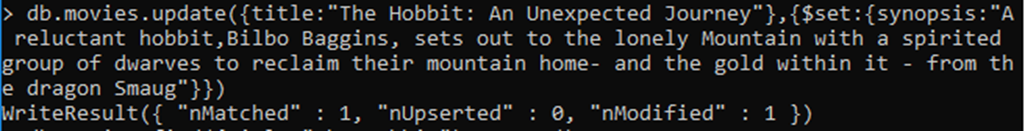 > db.movies.update({title:"The Hobbit: An Unexpected Journey"},{$set:{synopsis:"A
 reluctant hobbit,Bilbo Baggins, sets out to the lonely Mountain with a spirited
group of dwarves to reclaim their mountain home- and the gold within it - from th
e dragon Smaug"}})
WriteResult({ "nMatched" : 1, "nUpserted" : 0, "nModified" : 1 })